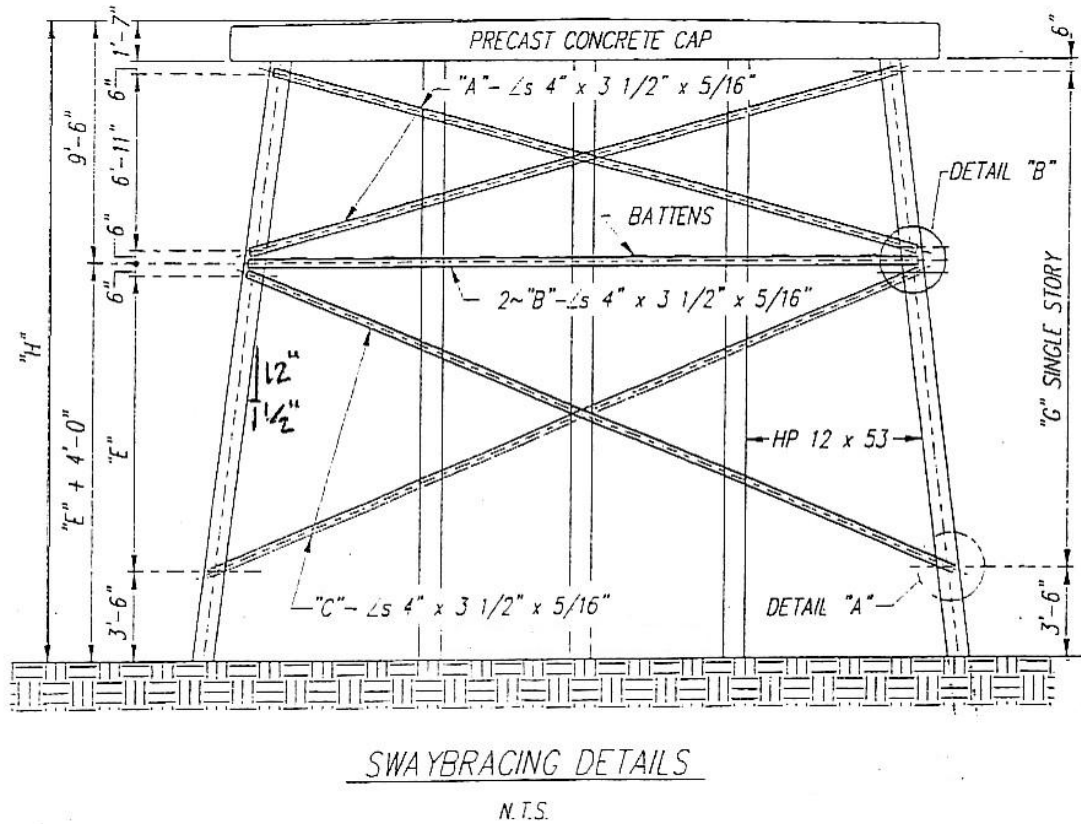 PRECAST CONCRETE CAP
1'-7"
6"
"A"- ∠s 4" x 3 1/2" x 5/16"
6"
9'-6"
6'-11"
DETAIL "B"
BATTENS
6"
2~"B"-∠s 4" x 3 1/2" x 5/16"
6"
"H"
12"
1 1/2"
"G" SINGLE STORY
HP 12 x 53
"E"
"E" + 4'-0"
"C"- ∠s 4" x 3 1/2" x 5/16"
DETAIL "A"
3'-6"
3'-6"
SWAYBRACING DETAILS
N.T.S.